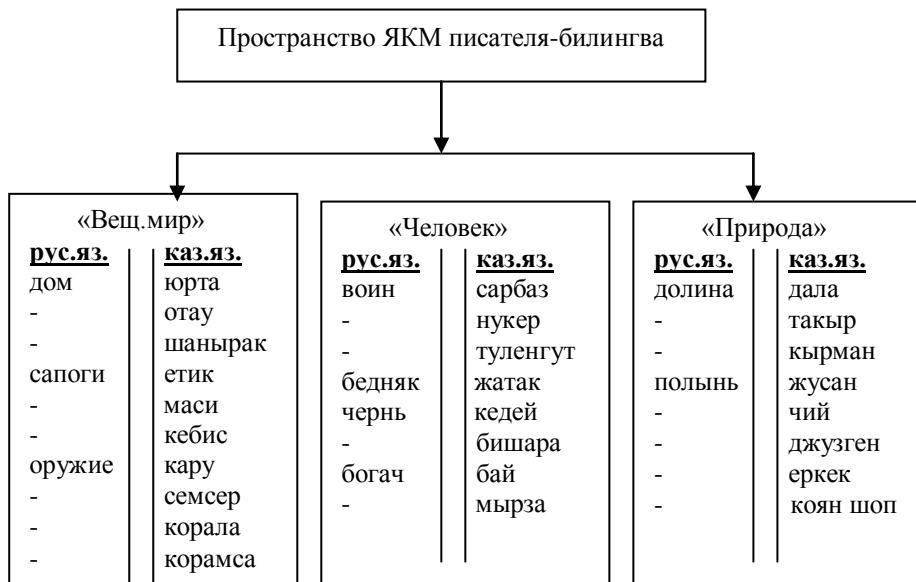 Пространство ЯКМ писателя-билингва
«Вещ.мир»
рус.яз. каз.яз.
дом юрта
- отау
- шанырак
сапоги етик
- маси
- кебис
оружие кару
- семсер
- корала
- корамса
«Человек»
рус.яз. каз.яз.
воин сарбаз
- нукер
- туленгут
бедняк жатак
чернь кедей
- бишара
богач бай
- мырза
«Природа»
рус.яз. каз.яз.
долина дала
- такыр
- кырман
полынь жусан
- чий
- джузген
- еркек
- коян шоп